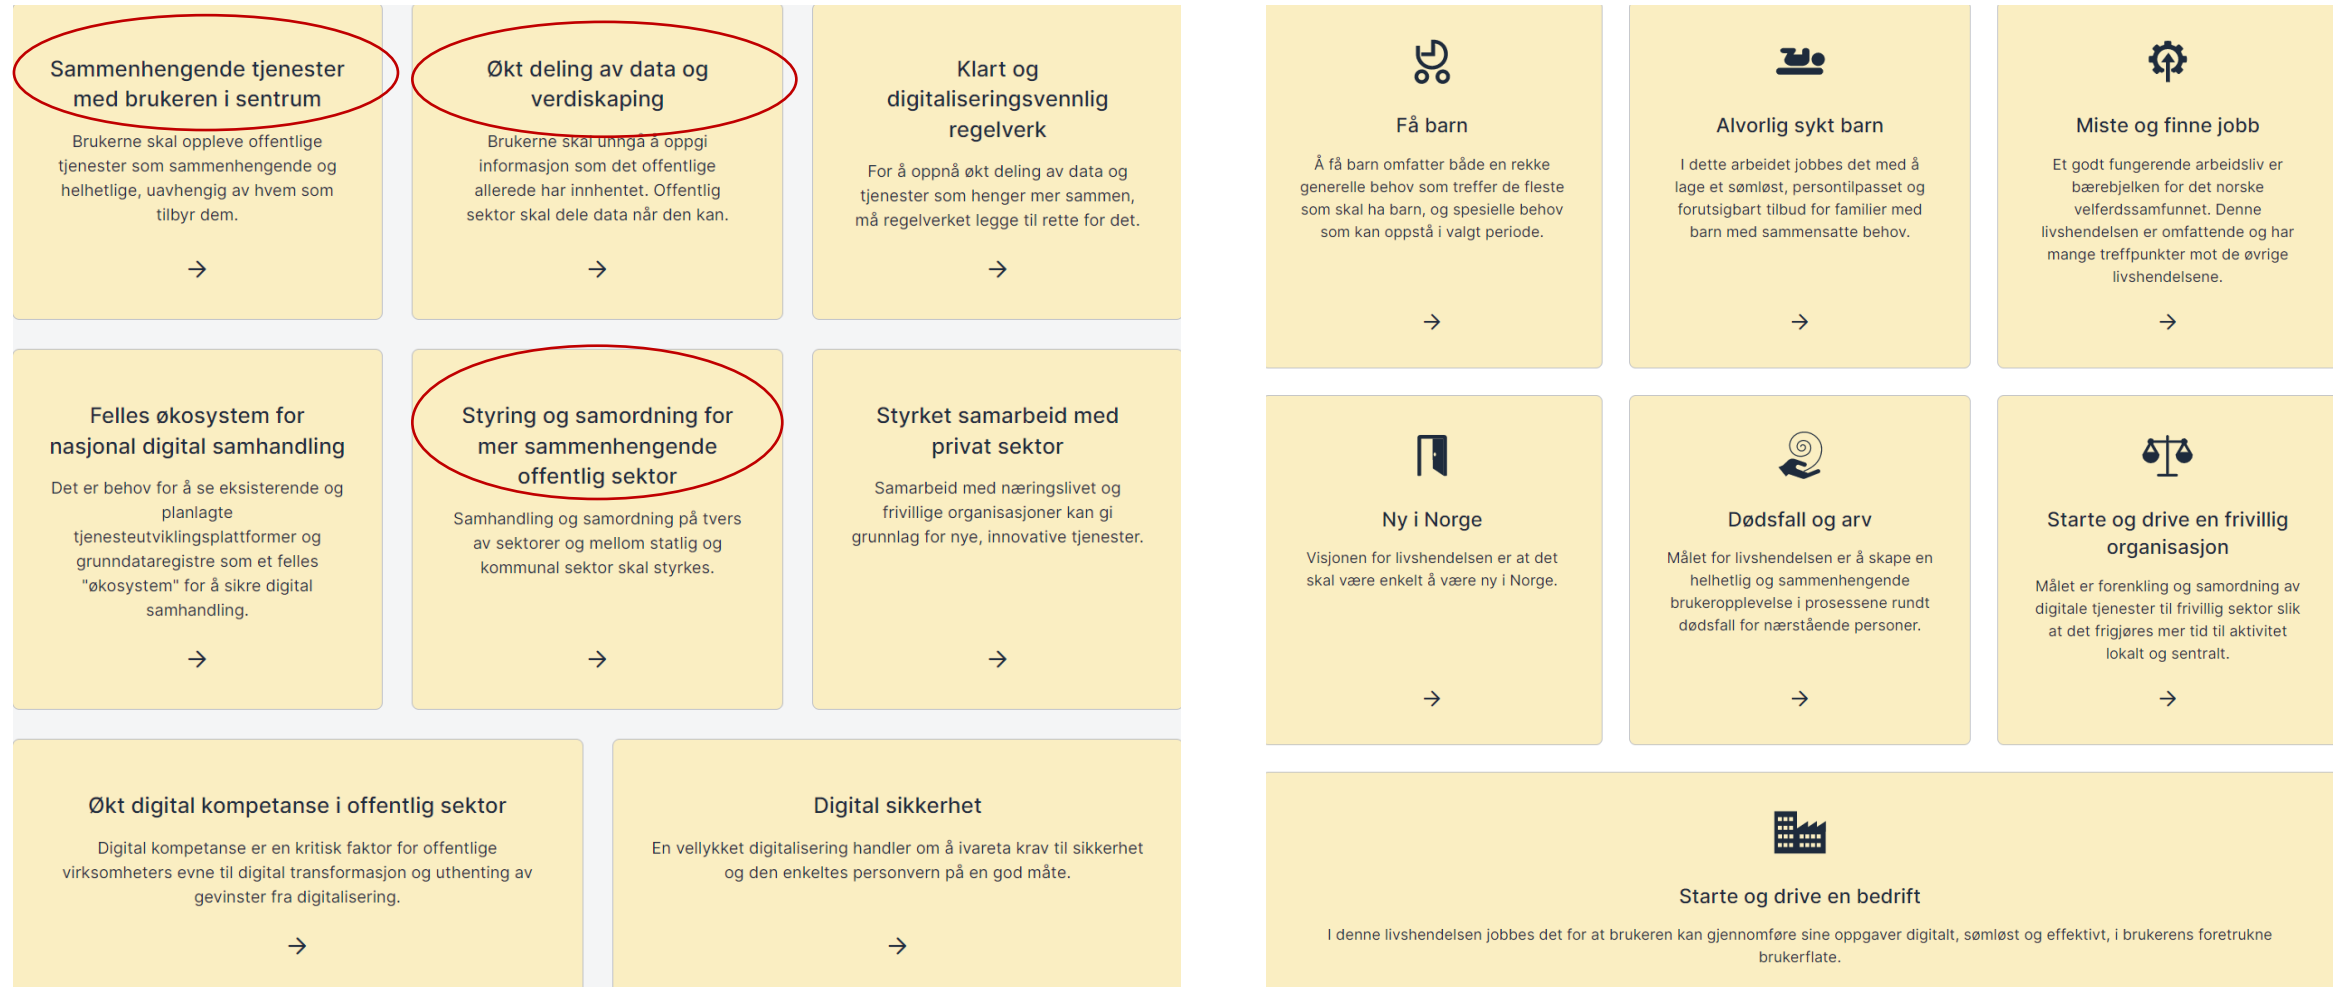 Sammenhengende tjenester
med brukeren i sentrum
Brukerne skal oppleve offentlige
tjenester som sammenhengende og
helhetlige, uavhengig av hvem som
tilbyr dem.
→
Økt deling av data og
verdiskaping
Brukerne skal unngå å oppgi
informasjon som det offentlige
allerede har innhentet. Offentlig
sektor skal dele data når den kan.
→
Klart og
digitaliseringsvennlig
regelverk
For å oppnå økt deling av data og
tjenester som henger mer sammen,
må regelverket legge til rette for det.
→
Felles økosystem for
nasjonal digital samhandling
Det er behov for å se eksisterende og
planlagte
tjenesteutviklingsplattformer og
grunndataregistre som et felles
"økosystem" for å sikre digital
samhandling.
→
Styring og samordning for
mer sammenhengende
offentlig sektor
Samhandling og samordning på tvers
av sektorer og mellom statlig og
kommunal sektor skal styrkes.
→
Styrket samarbeid med
privat sektor
Samarbeid med næringslivet og
frivillige organisasjoner kan gi
grunnlag for nye, innovative tjenester.
→
Økt digital kompetanse i offentlig sektor
Digital kompetanse er en kritisk faktor for offentlige
virksomheters evne til digital transformasjon og uthenting av
gevinster fra digitalisering.
→
Digital sikkerhet
En vellykket digitalisering handler om å ivareta krav til sikkerhet
og den enkeltes personvern på en god måte.
→
Få barn
Å få barn omfatter både en rekke
generelle behov som treffer de fleste
som skal ha barn, og spesielle behov
som kan oppstå i valgt periode.
→
Alvorlig sykt barn
I dette arbeidet jobbes det med å
lage et sømløst, persontilpasset og
forutsigbart tilbud for familier med
barn med sammensatte behov.
→
Miste og finne jobb
Et godt fungerende arbeidsliv er
bærebjelken for det norske
velferdssamfunnet. Denne
livshendelsen er omfattende og har
mange treffpunkter mot de øvrige
livshendelsene.
→
Ny i Norge
Visjonen for livshendelsen er at det
skal være enkelt å være ny i Norge.
→
Dødsfall og arv
Målet for livshendelsen er å skape en
helhetlig og sammenhengende
brukeropplevelse i prosessene rundt
dødsfall for nærstående personer.
→
Starte og drive en frivillig
organisasjon
Målet er forenkling og samordning av
digitale tjenester til frivillig sektor slik
at det frigjøres mer tid til aktivitet
lokalt og sentralt.
→
Starte og drive en bedrift
I denne livshendelsen jobbes det for at brukeren kan gjennomføre sine oppgaver digitalt, sømløst og effektivt, i brukerens foretrukne
brukerflate.